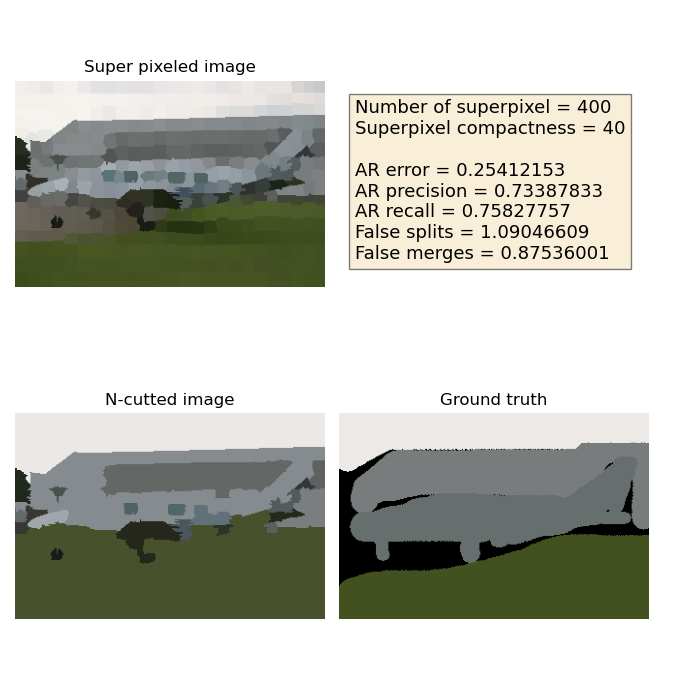 Super pixeled image
Number of superpixel = 400
Superpixel compactness = 40
AR error = 0.25412153
AR precision = 0.73387833
AR recall = 0.75827757
False splits = 1.09046609
False merges = 0.87536001
N-cutted image
Ground truth